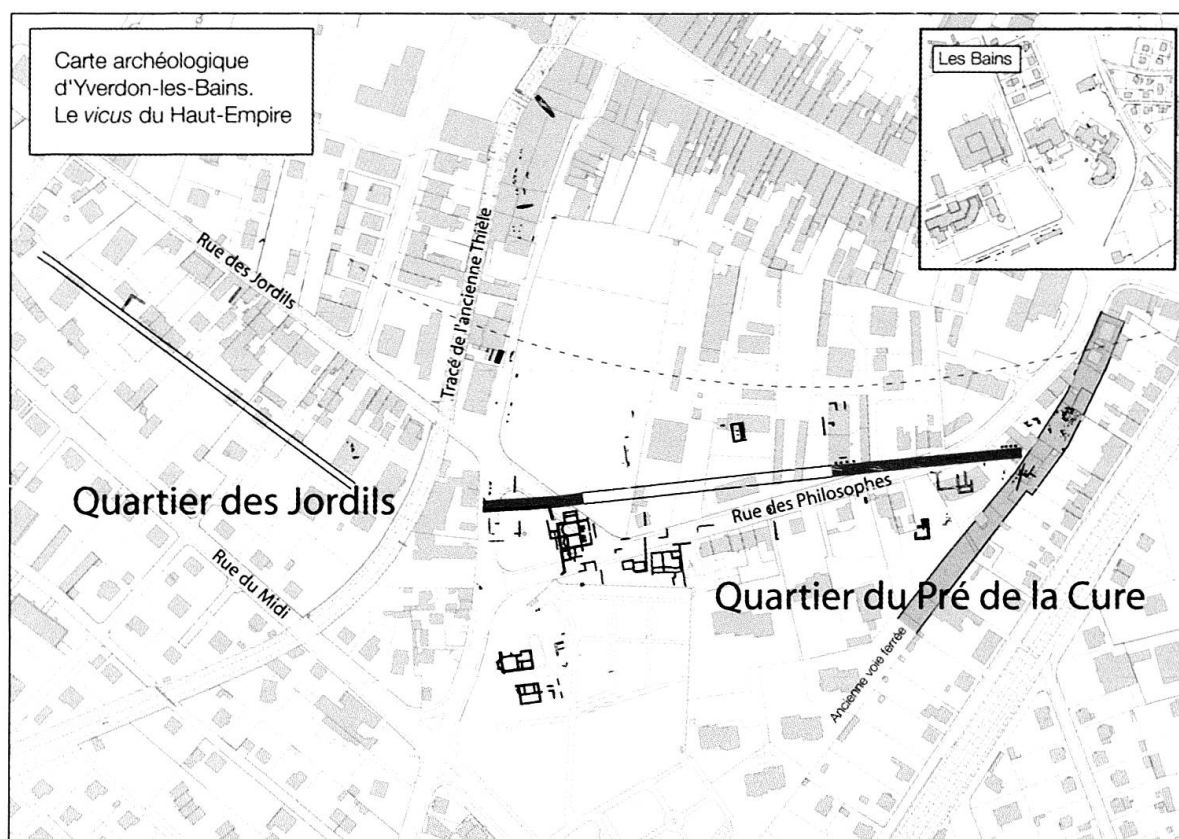 Carte archéologique
d'Yverdon-les-Bains.
Le vicus du Haut-Empire
Les Bains
Rue des Jordils
Tracé de l'ancienne Thièle
Quartier des Jordils
Rue des Philosophes
Rue du Midi
Quartier du Pré de la Cure
Ancienne voie ferrée